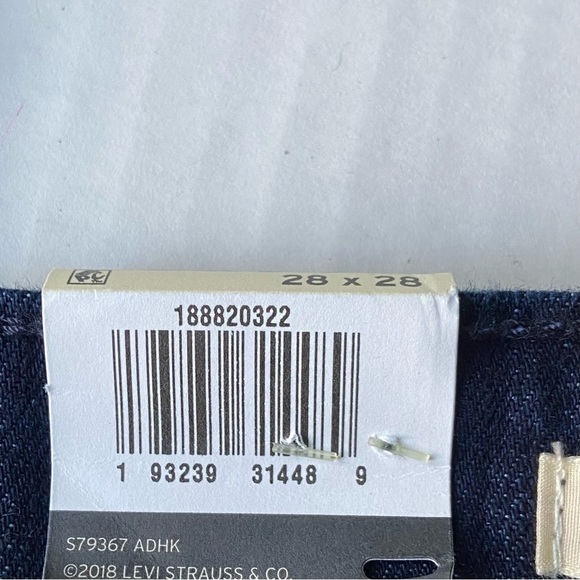 28 x 28
188820322
1 93239 31448 9
S79367 ADHK
©2018 LEVI STRAUSS & CO.